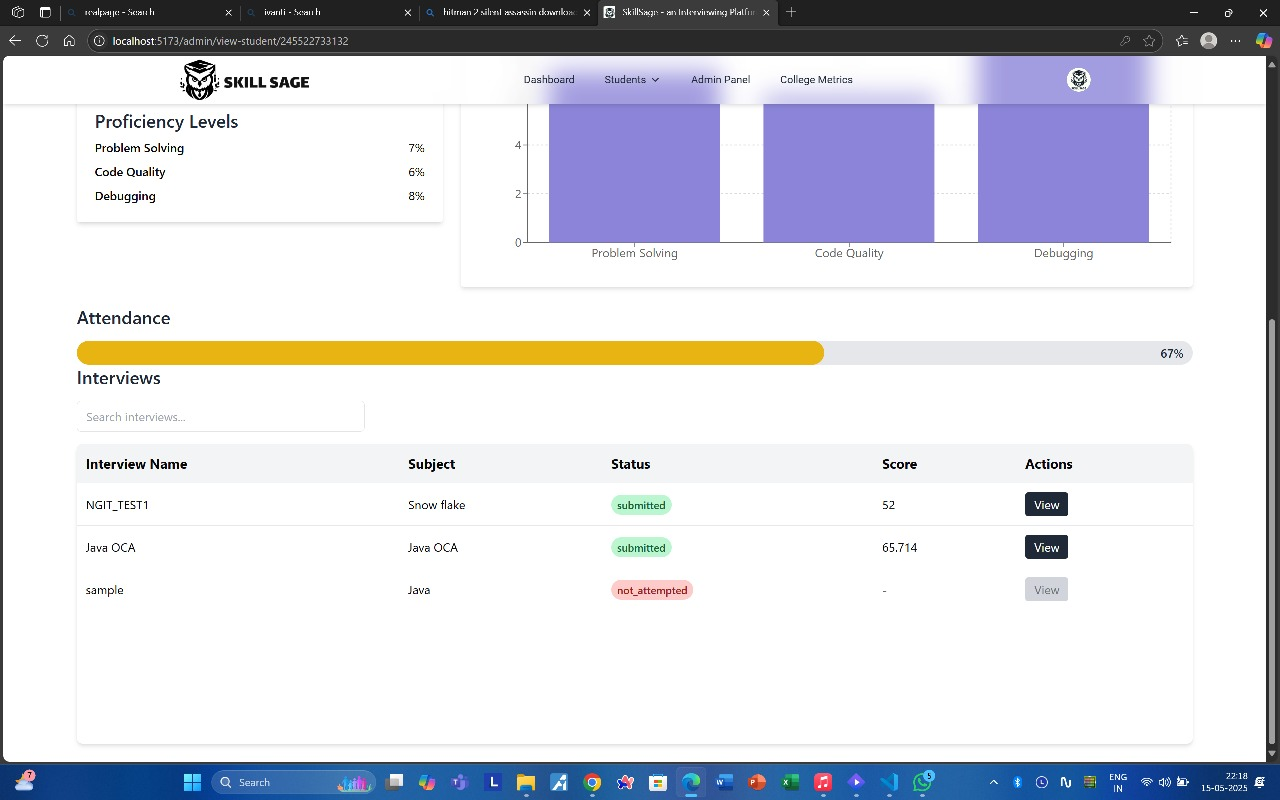 realpage - Search
ivanti - Search
hitman 2 silent assassin downloa
SkillSage - an Interviewing Platfo
localhost:5173/admin/view-student/245522733132
SKILL SAGE
Dashboard
Students
Admin Panel
College Metrics
Proficiency Levels
Problem Solving 7%
Code Quality 6%
Debugging 8%
4
2
0
Problem Solving Code Quality Debugging
Attendance
67%
Interviews
Search interviews...
Interview Name Subject Status Score Actions
NGIT_TEST1 Snow flake submitted 52 View
Java OCA Java OCA submitted 65.714 View
sample Java not_attempted - View
7
Search
5
ENG
IN
22:18
15-05-2025